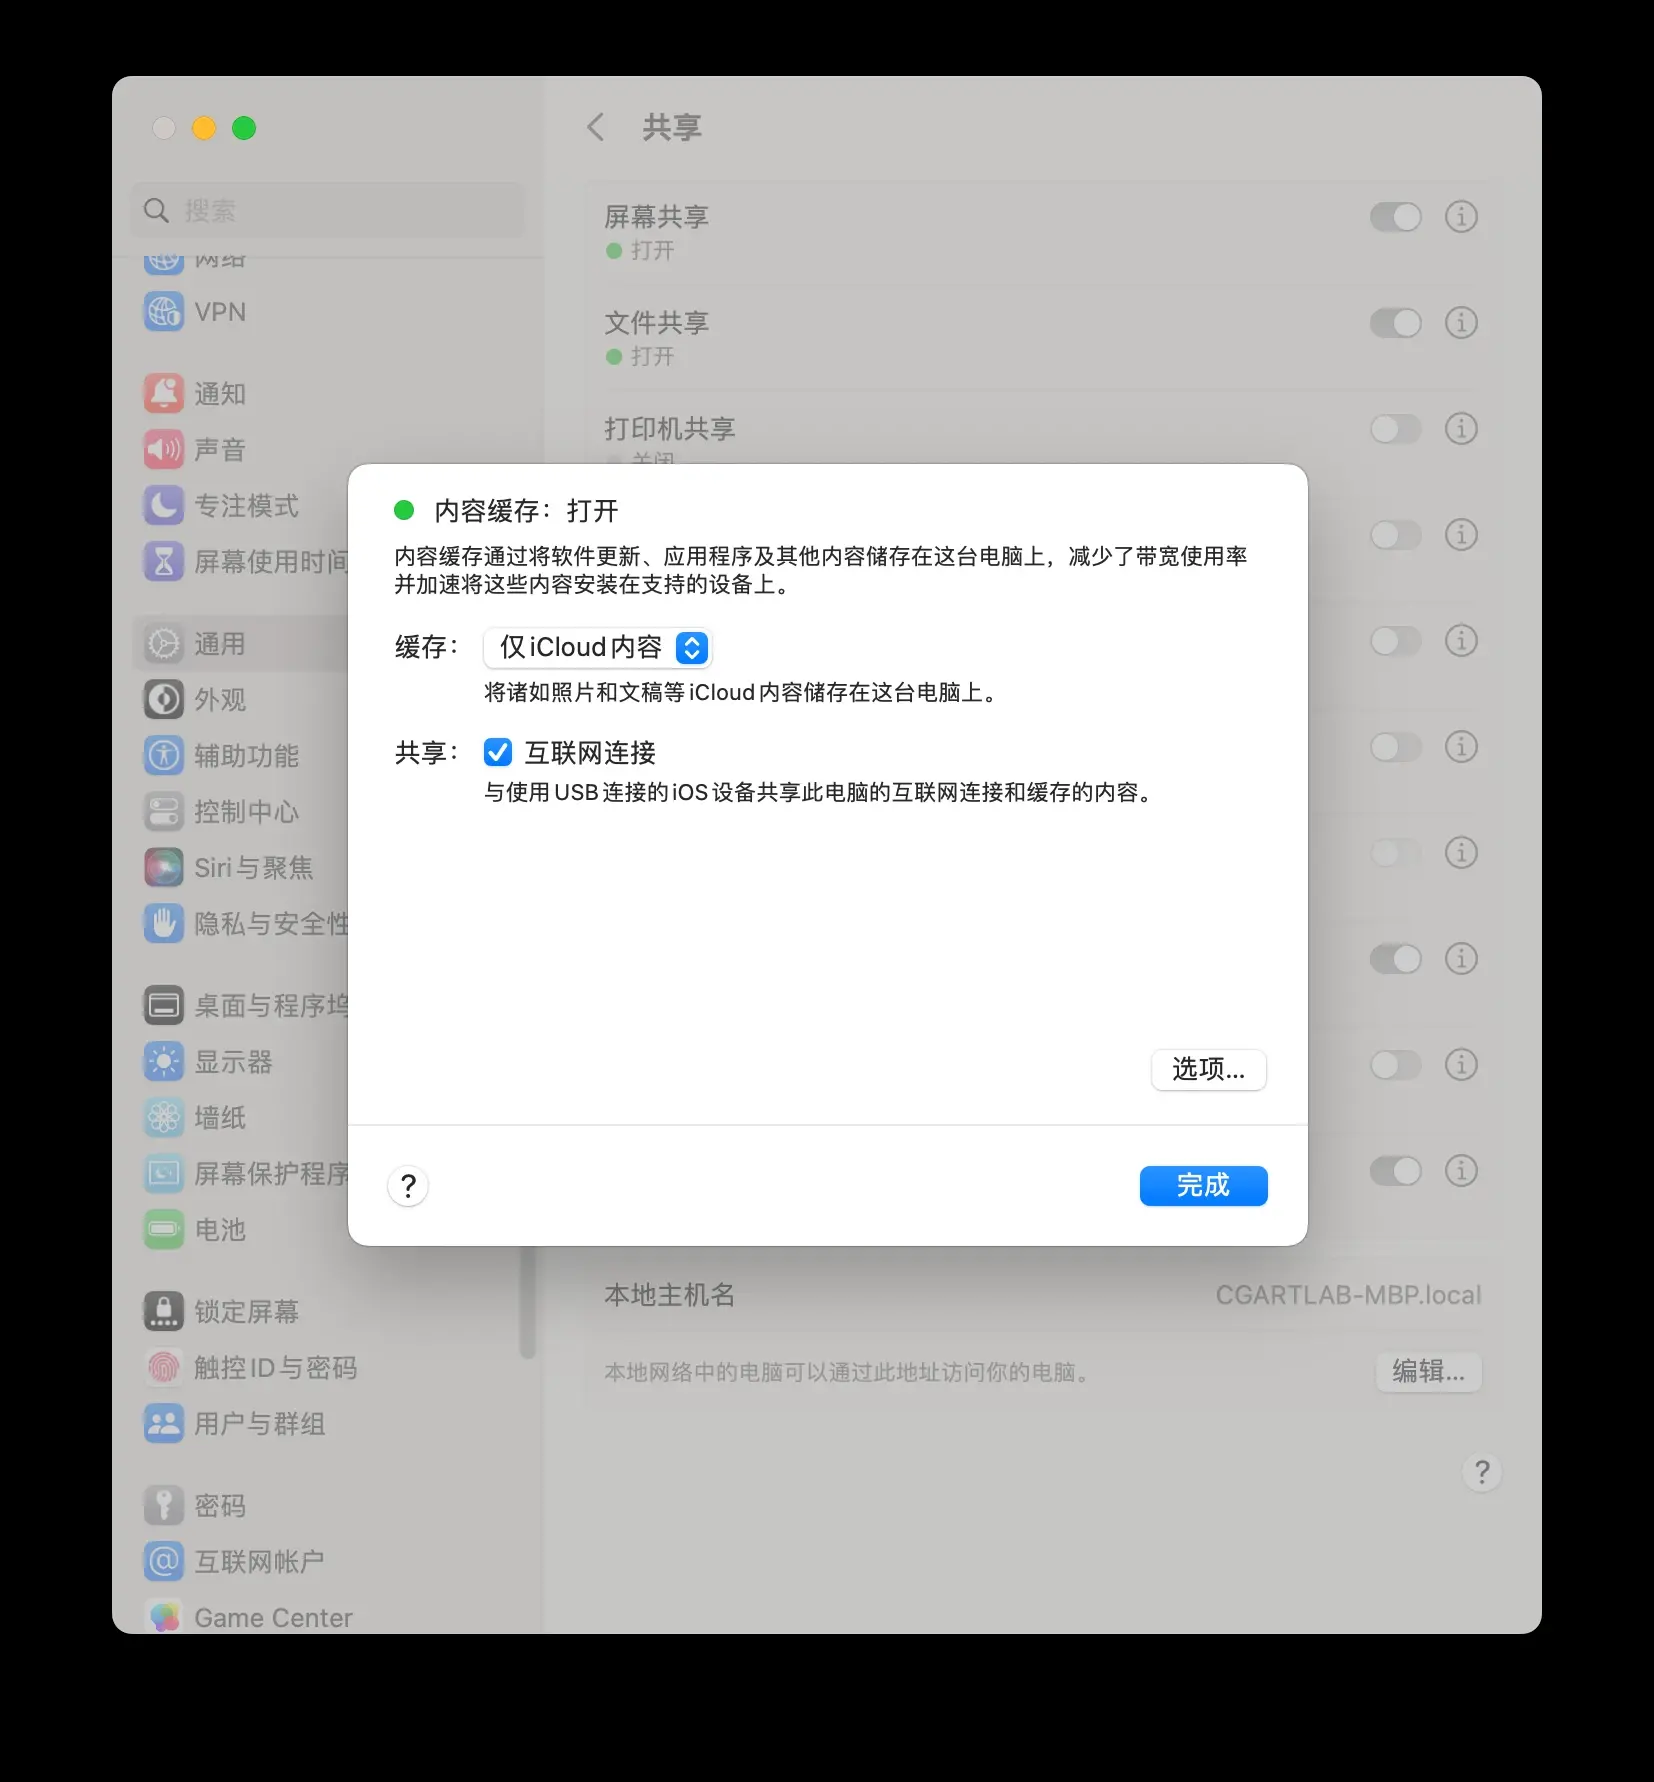 共享
搜索
网络
VPN
通知
声音
专注模式
屏幕使用时间
通用
外观
辅助功能
控制中心
Siri与聚焦
隐私与安全性
桌面与程序坞
显示器
墙纸
屏幕保护程序
电池
锁定屏幕
触控ID与密码
用户与群组
密码
互联网帐户
Game Center
屏幕共享
打开
文件共享
打开
打印机共享
关闭
内容缓存：打开
内容缓存通过将软件更新、应用程序及其他内容储存在这台电脑上，减少了带宽使用率
并加速将这些内容安装在支持的设备上。
缓存： 仅iCloud内容
将诸如照片和文稿等iCloud内容储存在这台电脑上。
共享： 互联网连接
与使用USB连接的iOS设备共享此电脑的互联网连接和缓存的内容。
选项...
?
完成
本地主机名 CGARTLAB-MBP.local
本地网络中的电脑可以通过此地址访问你的电脑。 编辑...
?